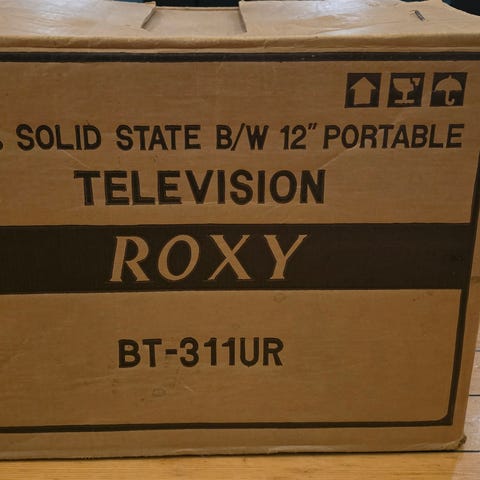 SOLID STATE B/W 12" PORTABLE
TELEVISION
ROXY
BT-311UR